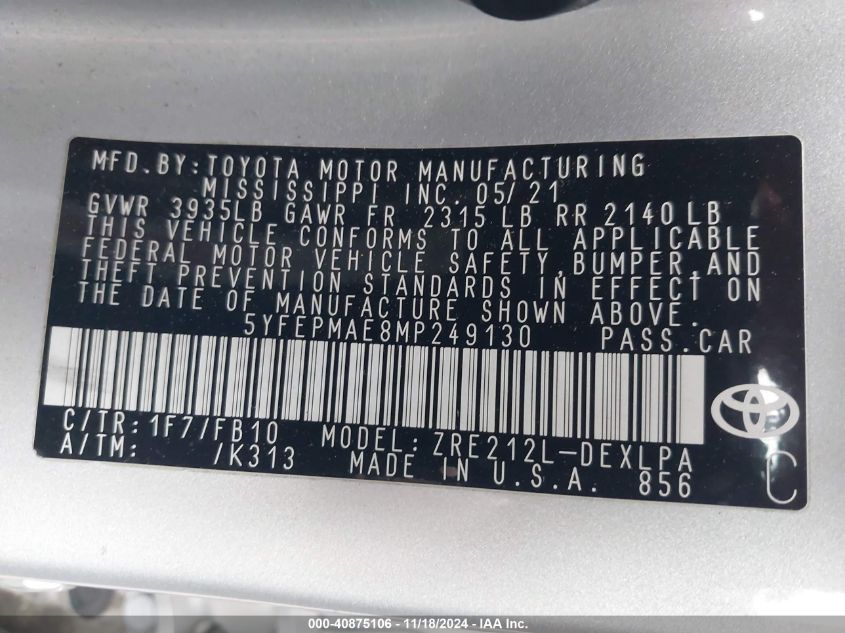 MFD.BY:TOYOTA MOTOR MANUFACTURING
MISSISSIPPI INC. 05/21
GVWR 3935LB GAWR FR 2315 LB RR 2140 LB
THIS VEHICLE CONFORMS TO ALL APPLICABLE
FEDERAL MOTOR VEHICLE SAFETY, BUMPER, AND
THEFT PREVENTION STANDARDS IN EFFECT ON
THE DATE OF MANUFACTURE SHOWN ABOVE.
5YFEPMAE8MP249130 PASS.CAR
C/TR: 1F7/FB10 MODEL: ZRE212L-DEXLPA
A/TM: /K313 MADE IN U.S.A. 856
C
000-40875106 - 11/18/2024 - IAA Inc.